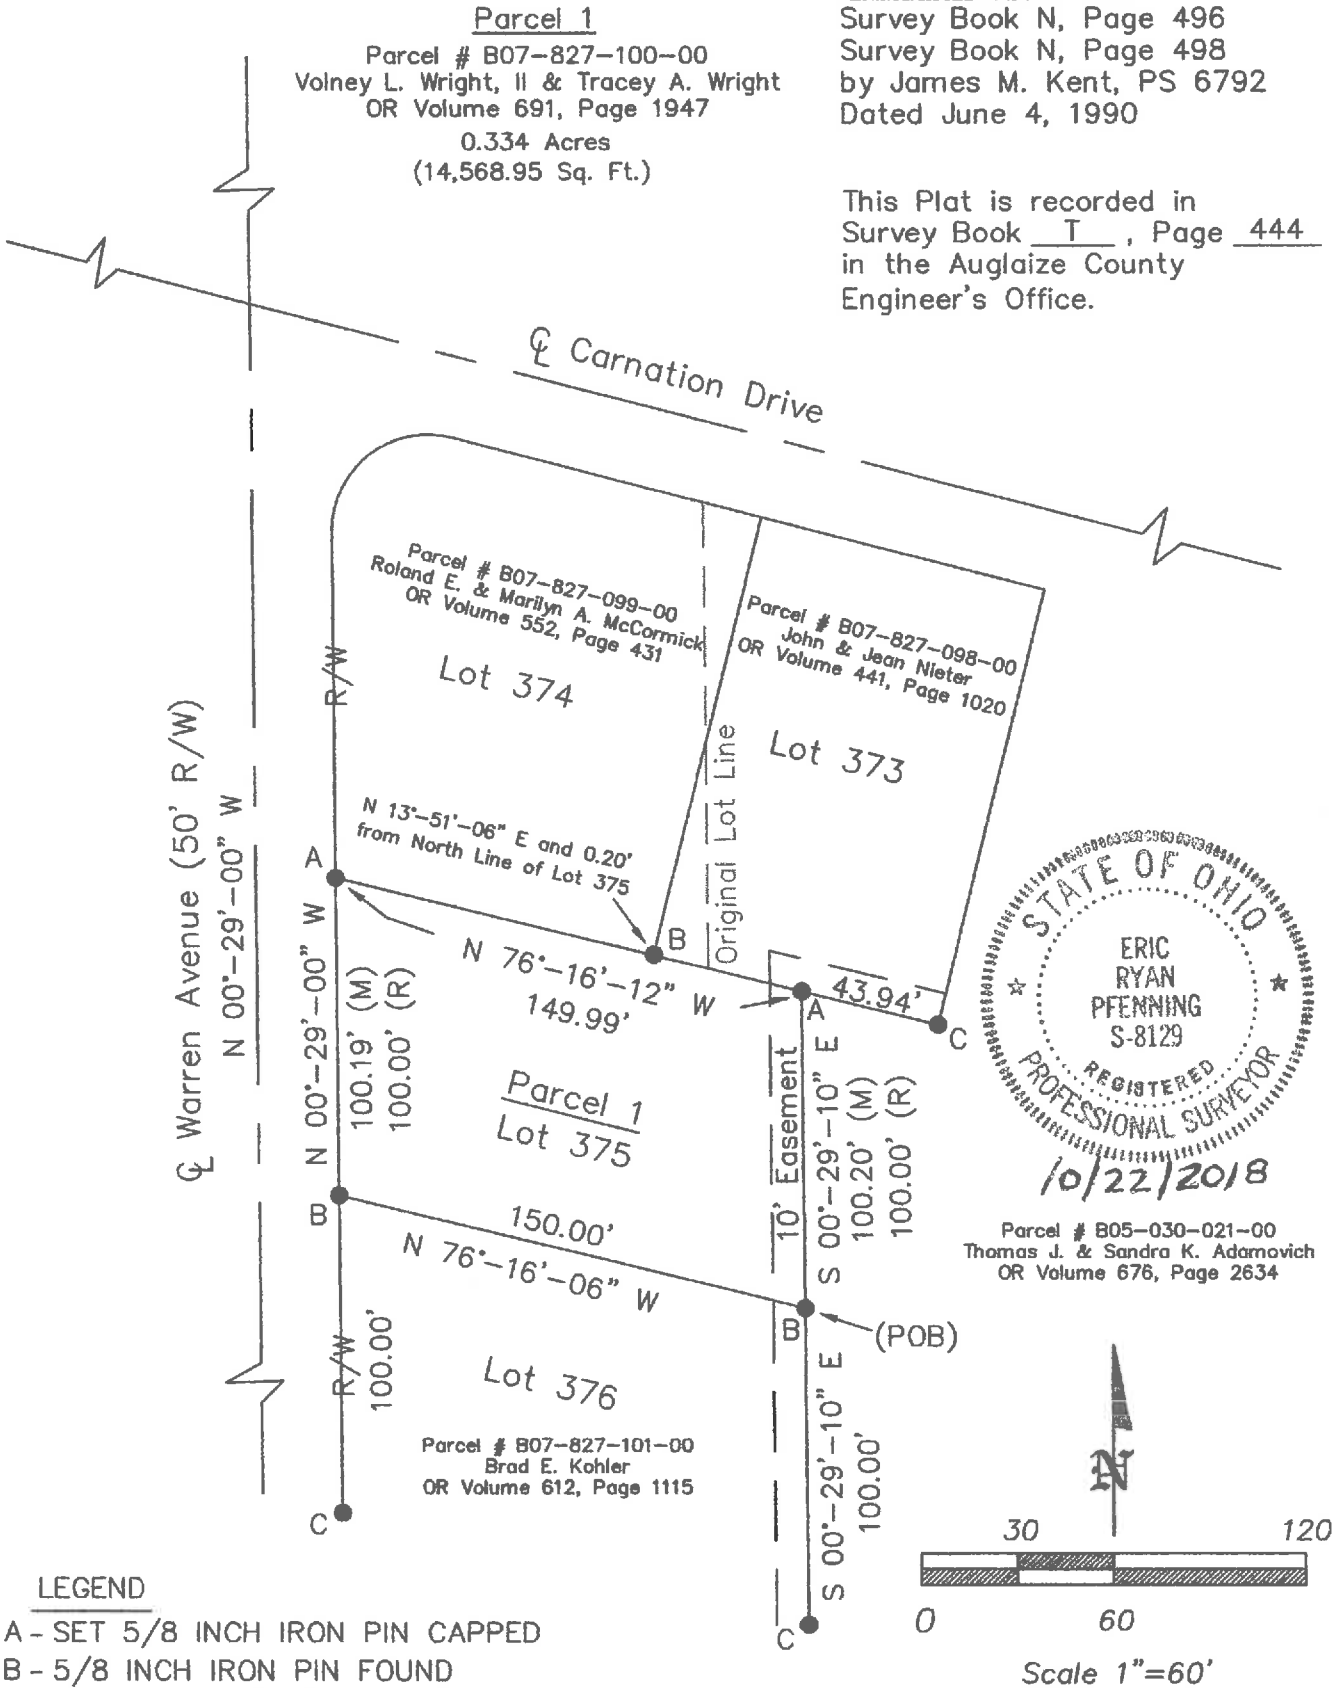 Parcel 1
Parcel # B07-827-100-00
Volney L. Wright, II & Tracey A. Wright
OR Volume 691, Page 1947
0.334 Acres
(14,568.95 Sq. Ft.)
Survey Book N, Page 496
Survey Book N, Page 498
by James M. Kent, PS 6792
Dated June 4, 1990
This Plat is recorded in
Survey Book T , Page 444
in the Auglaize County
Engineer's Office.
℄ Carnation Drive
Parcel # B07-827-099-00
Roland E. & Marilyn A. McCormick
OR Volume 552, Page 431
Lot 374
R/W
Parcel # B07-827-098-00
John & Jean Nieter
OR Volume 441, Page 1020
Lot 373
Original Lot Line
℄ Warren Avenue (50' R/W)
N 00°-29'-00" W
N 13°-51'-06" E and 0.20'
from North Line of Lot 375
A
B
N 76°-16'-12" W
149.99'
A
43.94'
C
N 00°-29'-00" W
100.19' (M)
100.00' (R)
Parcel 1
Lot 375
10' Easement
S 00°-29'-10" E
100.20' (M)
100.00' (R)
STATE OF OHIO
ERIC
RYAN
PFENNING
S-8129
REGISTERED
PROFESSIONAL SURVEYOR
10/22/2018
Parcel # B05-030-021-00
Thomas J. & Sandra K. Adamovich
OR Volume 676, Page 2634
B
150.00'
N 76°-16'-06" W
B
(POB)
R/W
100.00'
Lot 376
Parcel # B07-827-101-00
Brad E. Kohler
OR Volume 612, Page 1115
S 00°-29'-10" E
100.00'
C
C
N
30
120
0
60
Scale 1"=60'
LEGEND
A - SET 5/8 INCH IRON PIN CAPPED
B - 5/8 INCH IRON PIN FOUND